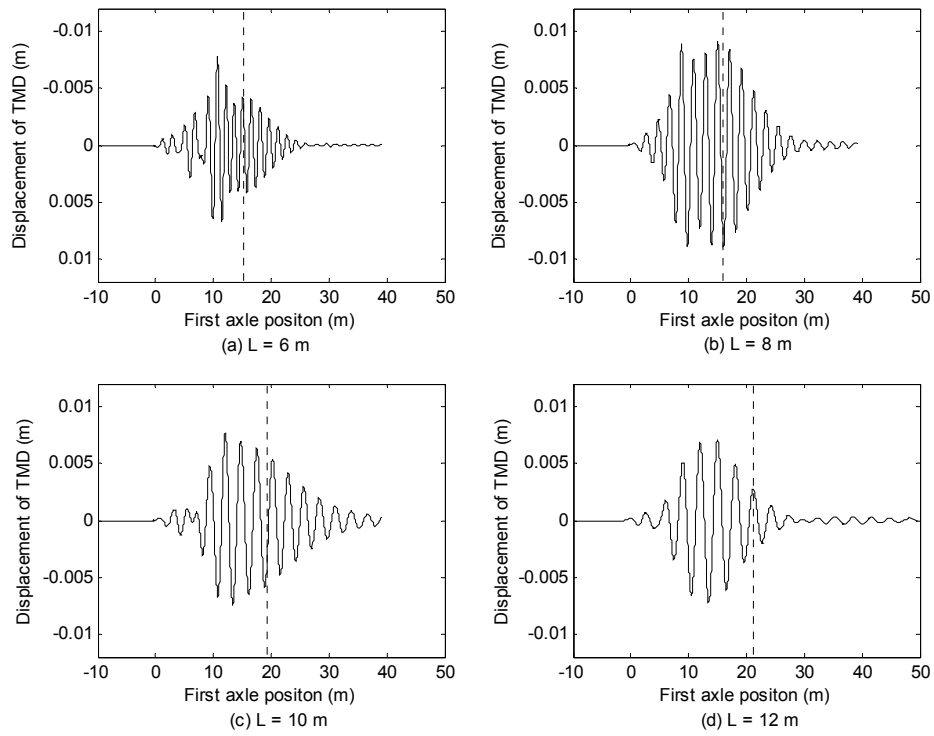 -0.01
-0.005
0
0.005
0.01
Displacement of TMD (m)
-10 0 10 20 30 40 50
First axle positon (m)
(a) L = 6 m
0.01
0.005
0
-0.005
-0.01
Displacement of TMD (m)
-10 0 10 20 30 40 50
First axle positon (m)
(b) L = 8 m
0.01
0.005
0
-0.005
-0.01
Displacement of TMD (m)
-10 0 10 20 30 40 50
First axle positon (m)
(c) L = 10 m
0.01
0.005
0
-0.005
-0.01
Displacement of TMD (m)
-10 0 10 20 30 40 50
First axle positon (m)
(d) L = 12 m